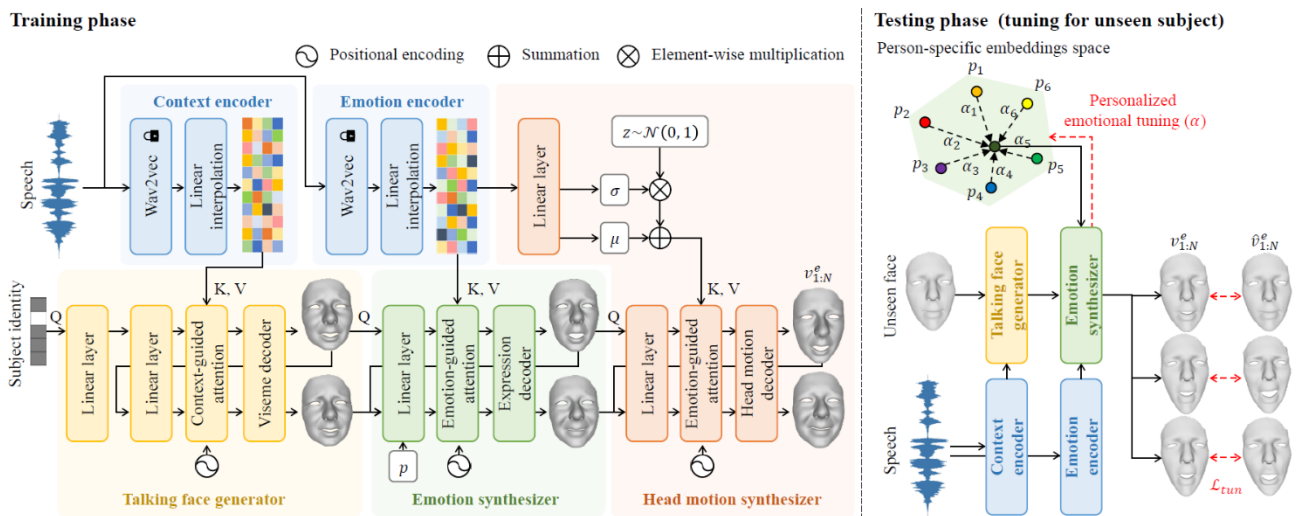 Training phase
Positional encoding
Summation
Element-wise multiplication
Context encoder
Emotion encoder
Speech
Wav2vec
Linear interpolation
Wav2vec
Linear interpolation
Linear layer
z~𝒩(0, 1)
σ
μ
K, V
K, V
K, V
Subject identity
Q
Linear layer
Linear layer
Context-guided attention
Viseme decoder
Q
Linear layer
Emotion-guided attention
Expression decoder
Q
Linear layer
Emotion-guided attention
Head motion decoder
v^e_{1:N}
p
Talking face generator
Emotion synthesizer
Head motion synthesizer
Testing phase (tuning for unseen subject)
Person-specific embeddings space
p₁
p₆
p₂
α₁
α₆
α₂
α₅
p₃
α₃
α₄
p₅
p₄
Personalized
emotional tuning (α)
Unseen face
Talking face generator
Emotion synthesizer
v^e_{1:N}
v̂^e_{1:N}
Speech
Context encoder
Emotion encoder
ℒ_{tun}